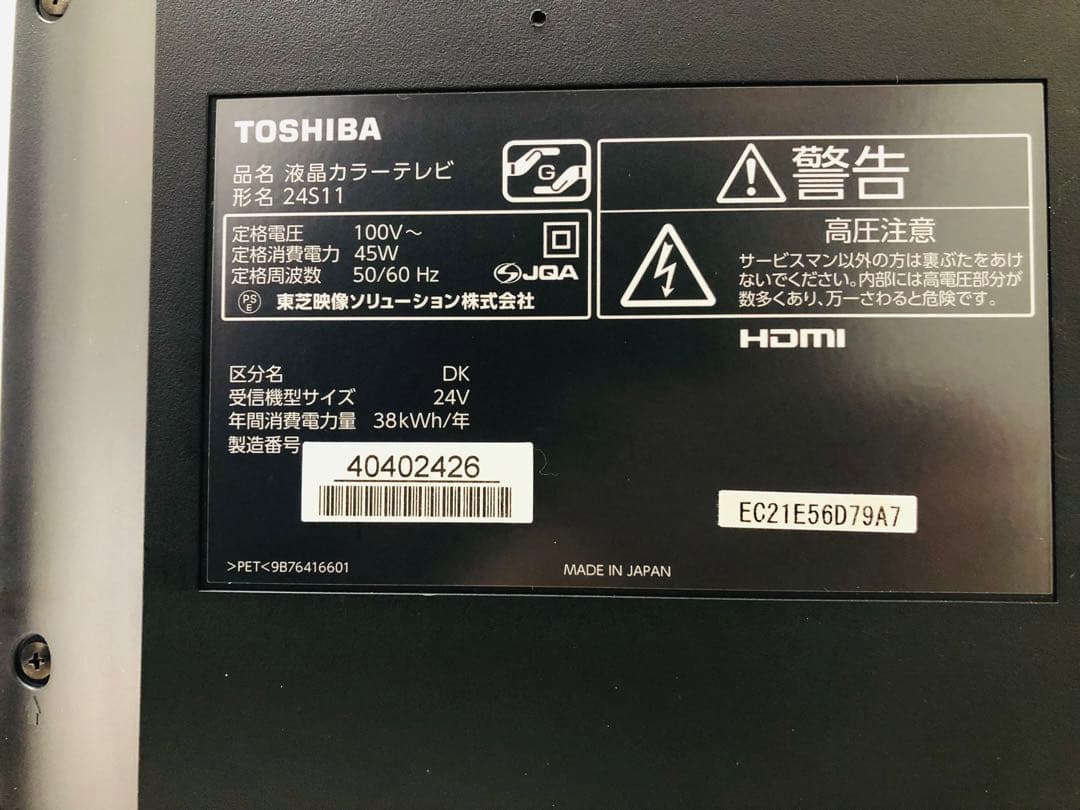 TOSHIBA
品名 液晶カラーテレビ
形名 24S11
G
定格電圧 100V～
定格消費電力 45W
定格周波数 50/60 Hz
JQA
PS
E
東芝映像ソリューション株式会社
警告
高圧注意
サービスマン以外の方は裏ぶたをあけ
ないでください。内部には高電圧部分が
数多くあり、万一さわると危険です。
HDMI
区分名 DK
受信機型サイズ 24V
年間消費電力量 38kWh/年
製造番号
40402426
EC21E56D79A7
>PET<9B76416601
MADE IN JAPAN